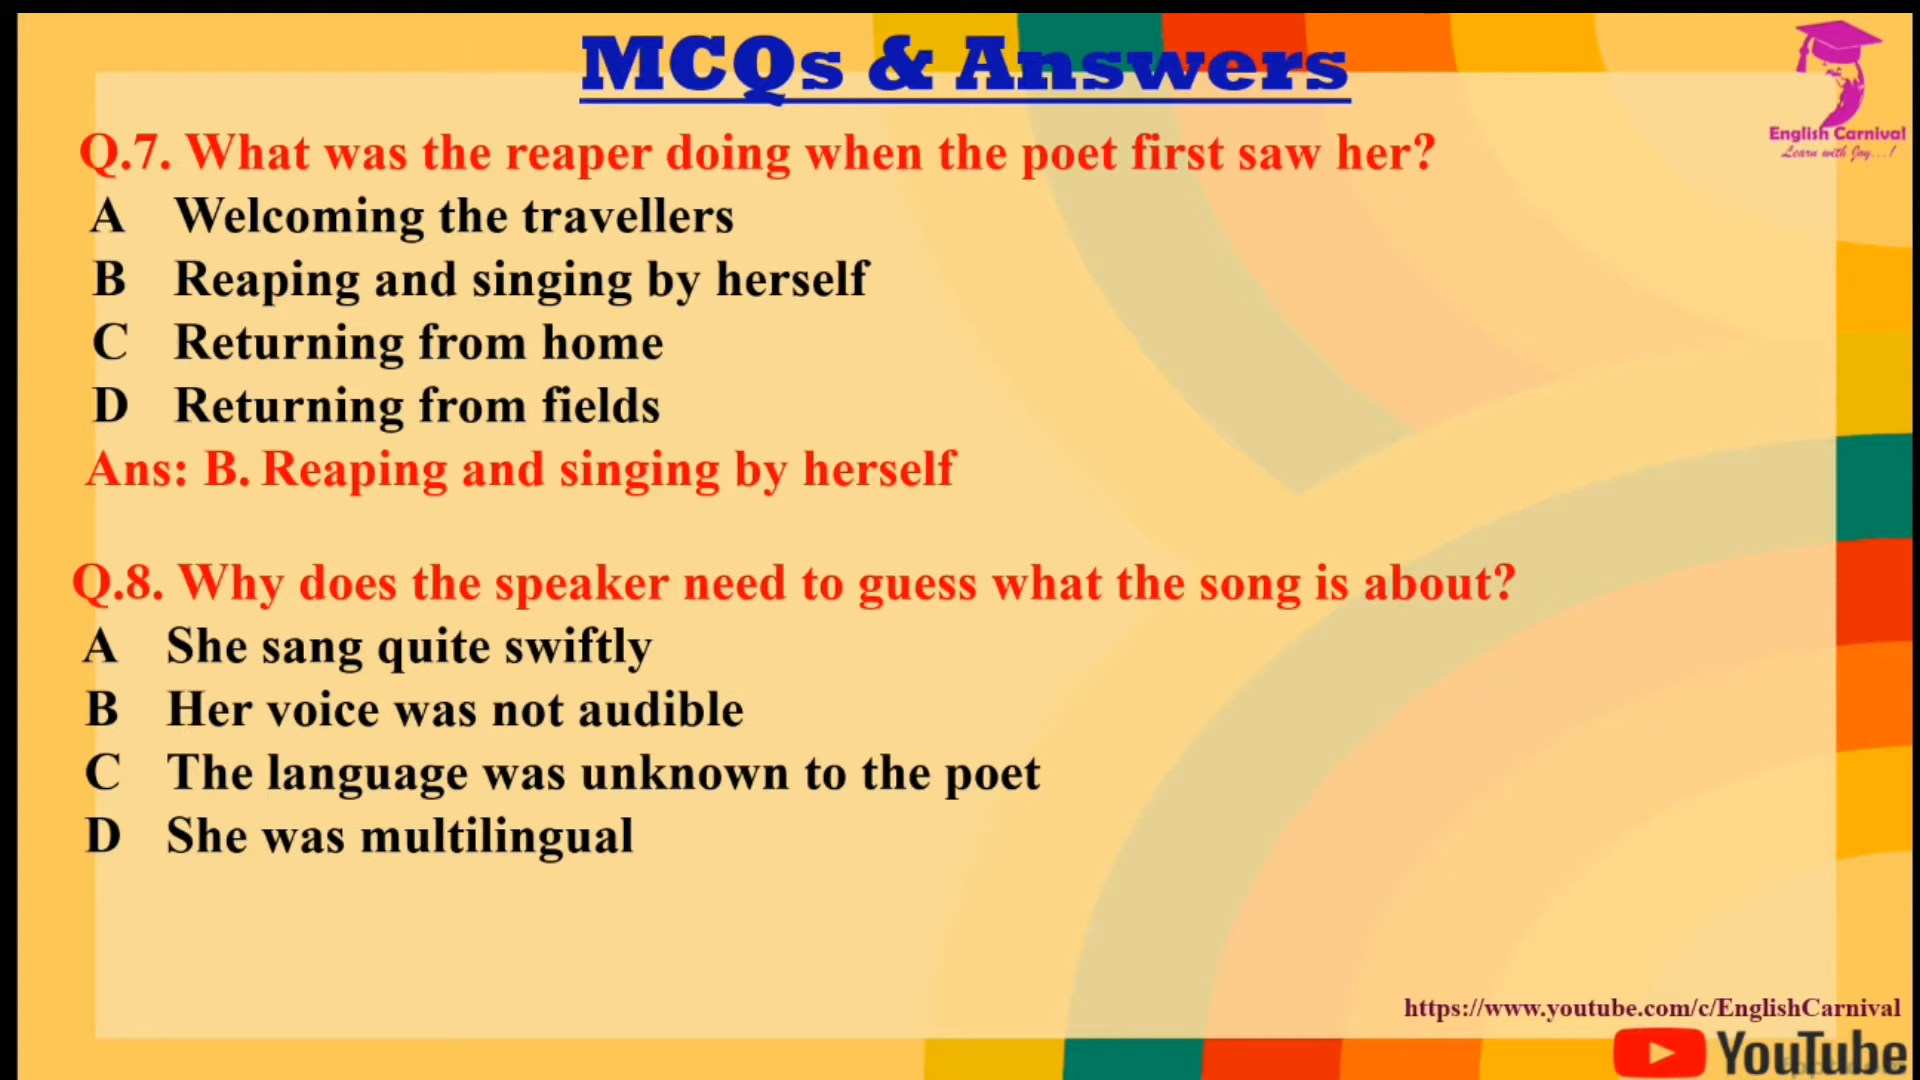 MCQs & Answers
English Carnival
Learn with Jay...!
Q.7. What was the reaper doing when the poet first saw her?
A Welcoming the travellers
B Reaping and singing by herself
C Returning from home
D Returning from fields
Ans: B. Reaping and singing by herself
Q.8. Why does the speaker need to guess what the song is about?
A She sang quite swiftly
B Her voice was not audible
C The language was unknown to the poet
D She was multilingual
https://www.youtube.com/c/EnglishCarnival
YouTube